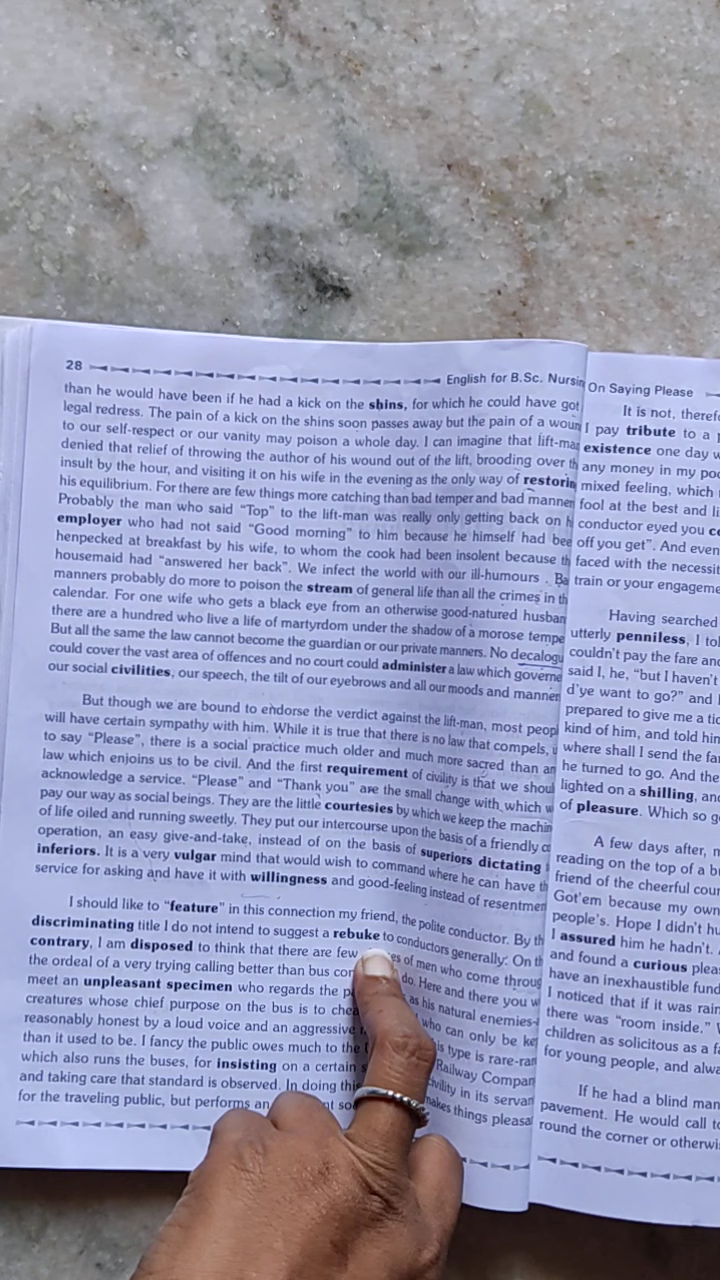 28
English for B.Sc. Nursin
than he would have been if he had a kick on the shins, for which he could have got
legal redress. The pain of a kick on the shins soon passes away but the pain of a woun
to our self-respect or our vanity may poison a whole day. I can imagine that lift-ma
denied that relief of throwing the author of his wound out of the lift, brooding over th
insult by the hour, and visiting it on his wife in the evening as the only way of restorin
his equilibrium. For there are few things more catching than bad temper and bad manner
Probably the man who said "Top" to the lift-man was really only getting back on h
employer who had not said "Good morning" to him because he himself had bee
henpecked at breakfast by his wife, to whom the cook had been insolent because th
housemaid had "answered her back". We infect the world with our ill-humours . Ba
manners probably do more to poison the stream of general life than all the crimes in th
calendar. For one wife who gets a black eye from an otherwise good-natured husban
there are a hundred who live a life of martyrdom under the shadow of a morose tempe
But all the same the law cannot become the guardian or our private manners. No decalogu
could cover the vast area of offences and no court could administer a law which governe
our social civilities, our speech, the tilt of our eyebrows and all our moods and manner
But though we are bound to endorse the verdict against the lift-man, most peopl
will have certain sympathy with him. While it is true that there is no law that compels, u
to say "Please", there is a social practice much older and much more sacred than an
law which enjoins us to be civil. And the first requirement of civility is that we shoul
acknowledge a service. "Please" and "Thank you" are the small change with which w
pay our way as social beings. They are the little courtesies by which we keep the machin
of life oiled and running sweetly. They put our intercourse upon the basis of a friendly co
operation, an easy give-and-take, instead of on the basis of superiors dictating
inferiors. It is a very vulgar mind that would wish to command where he can have th
service for asking and have it with willingness and good-feeling instead of resentmen
I should like to "feature" in this connection my friend, the polite conductor. By th
discriminating title I do not intend to suggest a rebuke to conductors generally. On th
contrary, I am disposed to think that there are few es of men who come throug
the ordeal of a very trying calling better than bus con do. Here and there you w
meet an unpleasant specimen who regards the p as his natural enemies-
creatures whose chief purpose on the bus is to chea who can only be ke
reasonably honest by a loud voice and an aggressive is type is rare-rar
than it used to be. I fancy the public owes much to the Railway Compan
which also runs the buses, for insisting on a certain civility in its servan
and taking care that standard is observed. In doing this makes things pleasa
for the traveling public, but performs an nt so
On Saying Please
It is not, theref
I pay tribute to a
existence one day w
any money in my poc
mixed feeling, which
fool at the best and li
conductor eyed you c
off you get". And even
faced with the necessit
train or your engageme
Having searched
utterly penniless, I tol
couldn't pay the fare and
said I, he, "but I haven't
d'ye want to go?" and I
prepared to give me a tic
kind of him, and told him
where shall I send the fa
he turned to go. And the
lighted on a shilling, and
of pleasure. Which so g
A few days after, m
reading on the top of a b
friend of the cheerful cour
Got'em because my own
people's. Hope I didn't hu
I assured him he hadn't.
and found a curious pleas
have an inexhaustible fund
I noticed that if it was rain
there was "room inside."
children as solicitous as a f
for young people, and alwa
If he had a blind man
pavement. He would call to
round the corner or otherwi